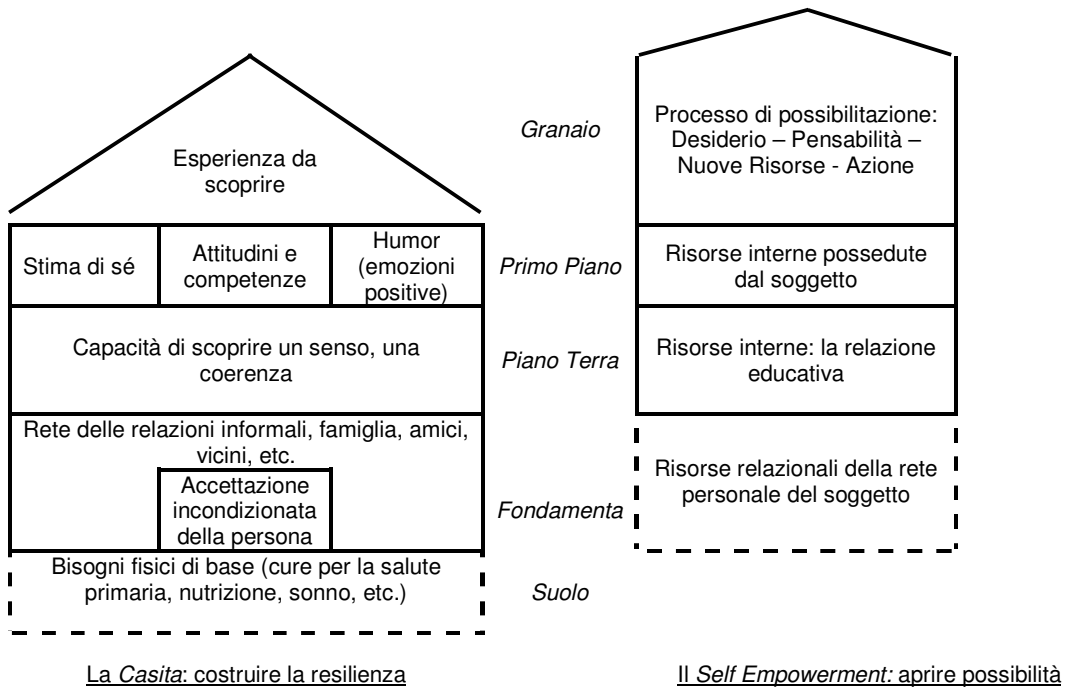 Esperienza da
scoprire
Stima di sé
Attitudini e
competenze
Humor
(emozioni
positive)
Capacità di scoprire un senso, una
coerenza
Rete delle relazioni informali, famiglia, amici,
vicini, etc.
Accettazione
incondizionata
della persona
Bisogni fisici di base (cure per la salute
primaria, nutrizione, sonno, etc.)
La Casita: costruire la resilienza
Granaio
Primo Piano
Piano Terra
Fondamenta
Suolo
Processo di possibilitazione:
Desiderio – Pensabilità –
Nuove Risorse - Azione
Risorse interne possedute
dal soggetto
Risorse interne: la relazione
educativa
Risorse relazionali della rete
personale del soggetto
Il Self Empowerment: aprire possibilità